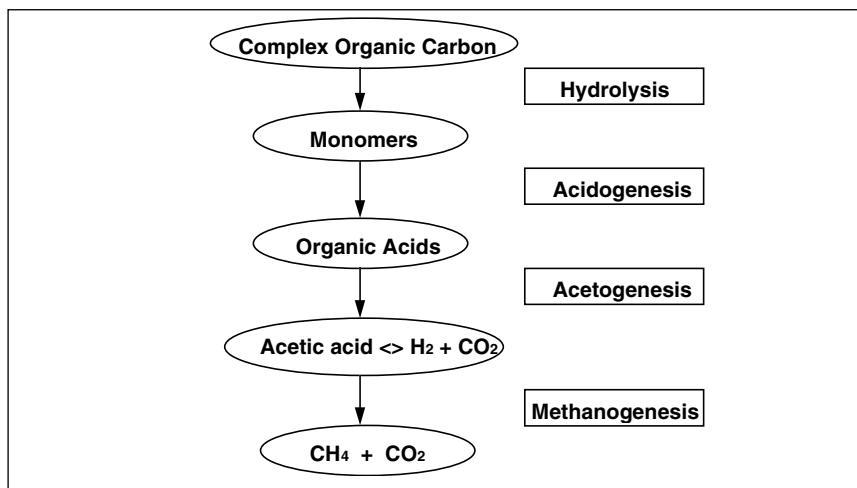 Complex Organic Carbon
Hydrolysis
Monomers
Acidogenesis
Organic Acids
Acetogenesis
Acetic acid <> H₂ + CO₂
Methanogenesis
CH₄ + CO₂